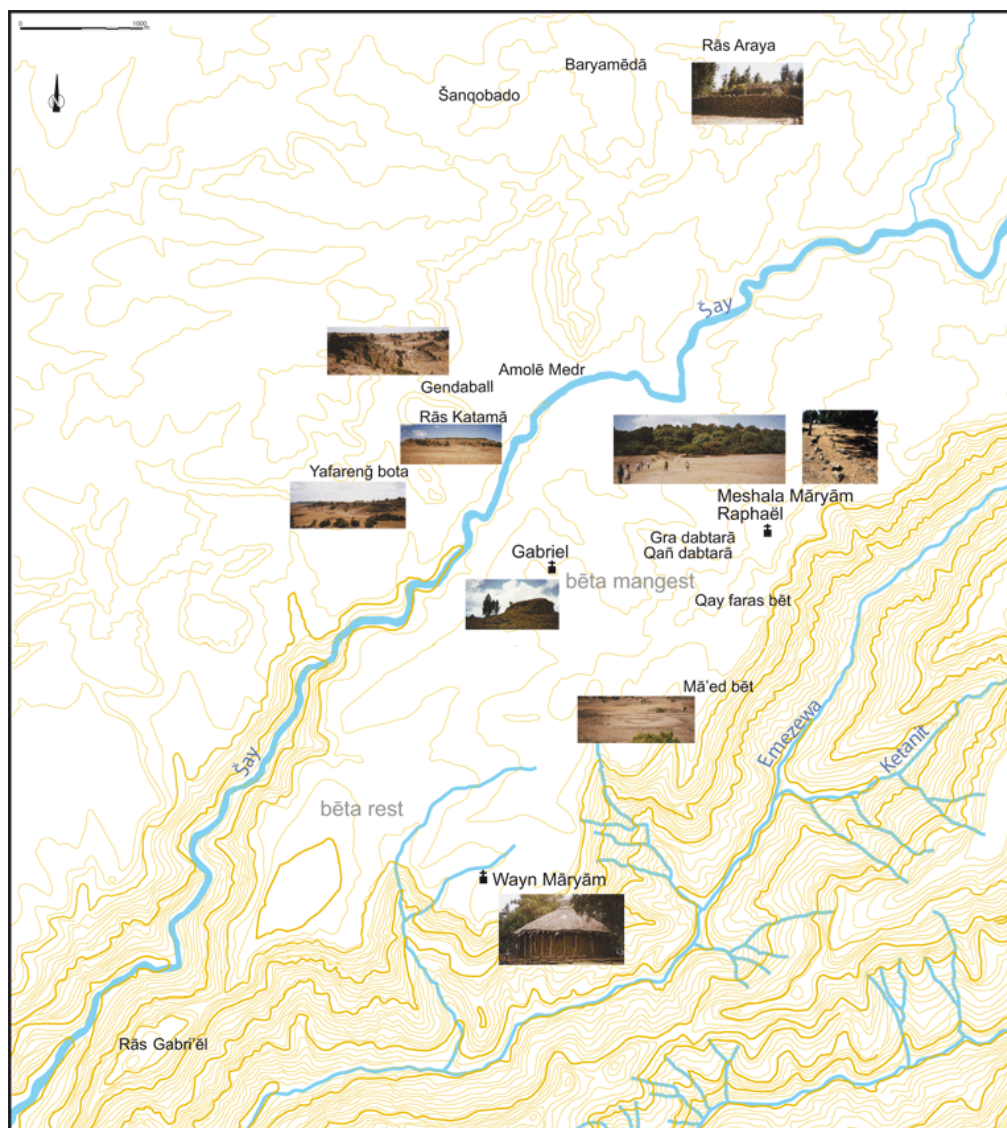 0 1000m
Rās Araya
Baryamēdā
Šanqobado
Šay
Amolē Medr
Gendaball
Rās Katamā
Yafarenğ bota
Meshala Māryām
Raphaël
Gra dabtarā
Qañ dabtarā
Gabriel
bēta mangest
Qay faras bēt
Mā'ed bēt
Emezewa
Ketanit
Šay
bēta rest
Wayn Māryām
Rās Gabri'ēl